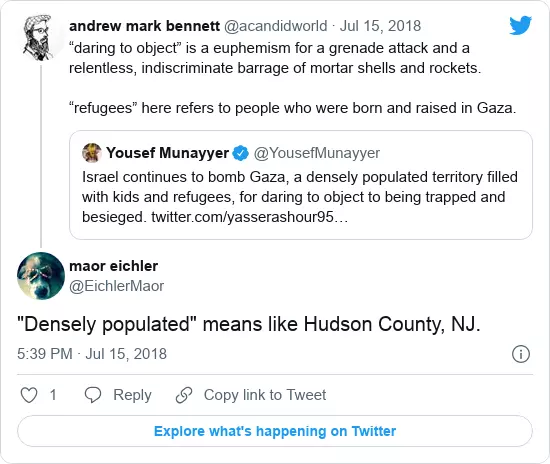 andrew mark bennett @acandidworld · Jul 15, 2018
“daring to object” is a euphemism for a grenade attack and a
relentless, indiscriminate barrage of mortar shells and rockets.
“refugees” here refers to people who were born and raised in Gaza.
Yousef Munayyer @YousefMunayyer
Israel continues to bomb Gaza, a densely populated territory filled
with kids and refugees, for daring to object to being trapped and
besieged. twitter.com/yasserashour95…
maor eichler
@EichlerMaor
"Densely populated" means like Hudson County, NJ.
5:39 PM · Jul 15, 2018
1 Reply Copy link to Tweet
Explore what's happening on Twitter